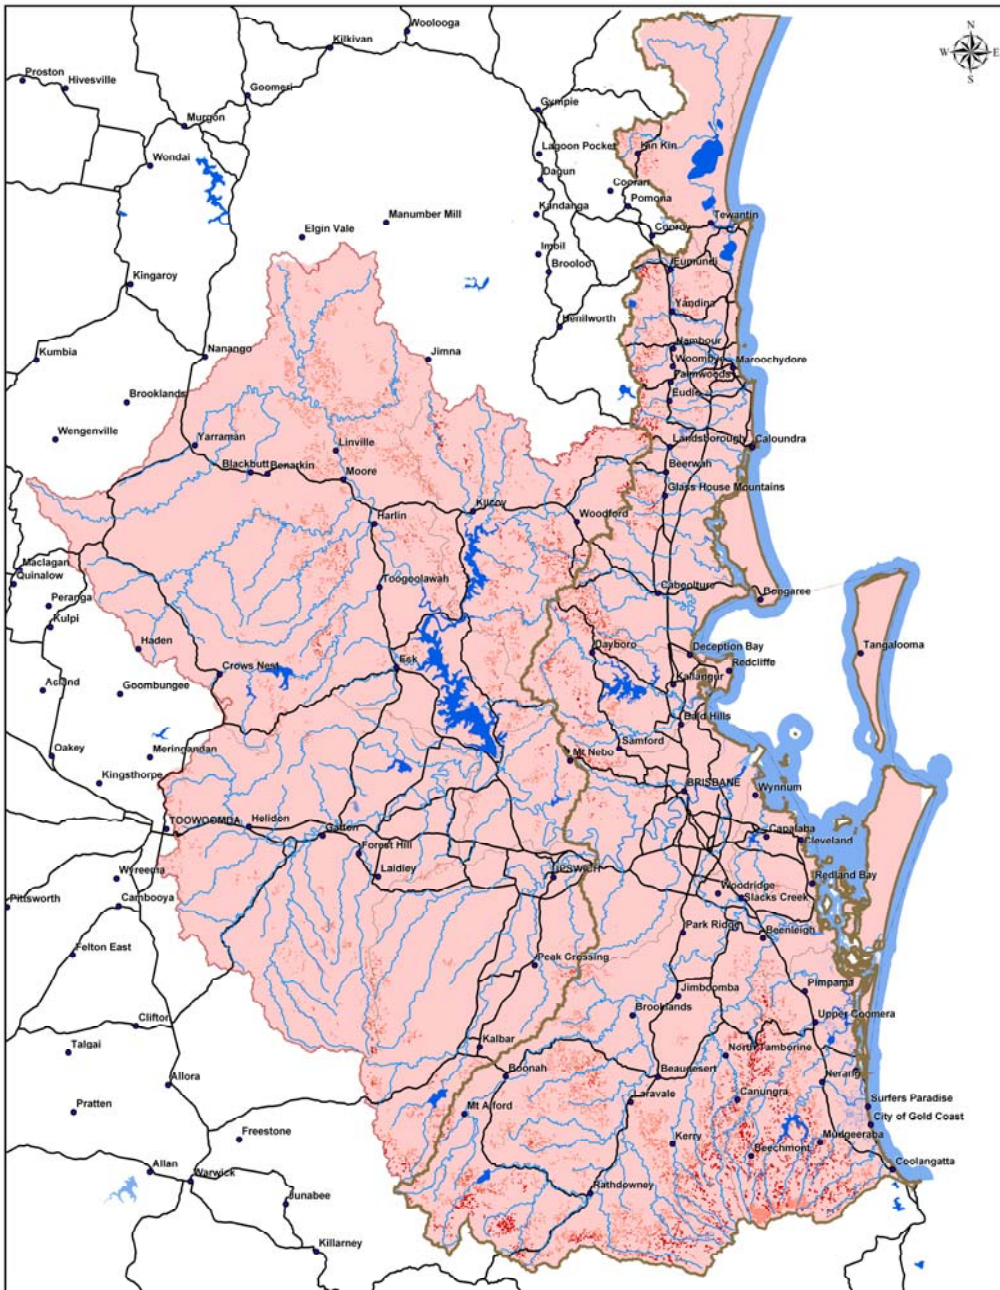 Woolooga
Kilkivan
N
W
E
S
Proston
Hivesville
Goomeri
Gympie
Murgon
Lagoon Pocket
Kin Kin
Wondai
Dagun
Cooran
Pomona
Kandanga
Manumber Mill
Tewantin
Elgin Vale
Cooroy
Imbil
Brooloo
Eumundi
Kingaroy
Yandina
Kenilworth
Nambour
Kumbia
Nanango
Jimna
Woombye
Maroochydore
Palmwoods
Eudlo
Brooklands
Wengenville
Yarraman
Linville
Landsborough
Caloundra
Blackbutt
Benarkin
Moore
Beerwah
Glass House Mountains
Kilcoy
Harlin
Woodford
Maclagan
Quinalow
Toogoolawah
Caboolture
Bongaree
Peranga
Kulpi
Haden
Dayboro
Deception Bay
Tangalooma
Esk
Redcliffe
Crows Nest
Kallangur
Acland
Goombungee
Bald Hills
Oakey
Meringandan
Samford
Mt Nebo
Kingsthorpe
BRISBANE
Wynnum
TOOWOOMBA
Helidon
Gatton
Capalaba
Cleveland
Forest Hill
Laidley
IPSWICH
Redland Bay
Wyreema
Woodridge
Slacks Creek
Pittsworth
Cambooya
Park Ridge
Beenleigh
Felton East
Peak Crossing
Pimpama
Jimboomba
Brooklands
Clifton
Upper Coomera
Talgai
Kalbar
North Tamborine
Boonah
Beaudesert
Nerang
Allora
Laravale
Canungra
Surfers Paradise
Pratten
Mt Alford
City of Gold Coast
Freestone
Kerry
Mudgeeraba
Beechmont
Allan
Warwick
Coolangatta
Rathdowney
Junabee
Killarney